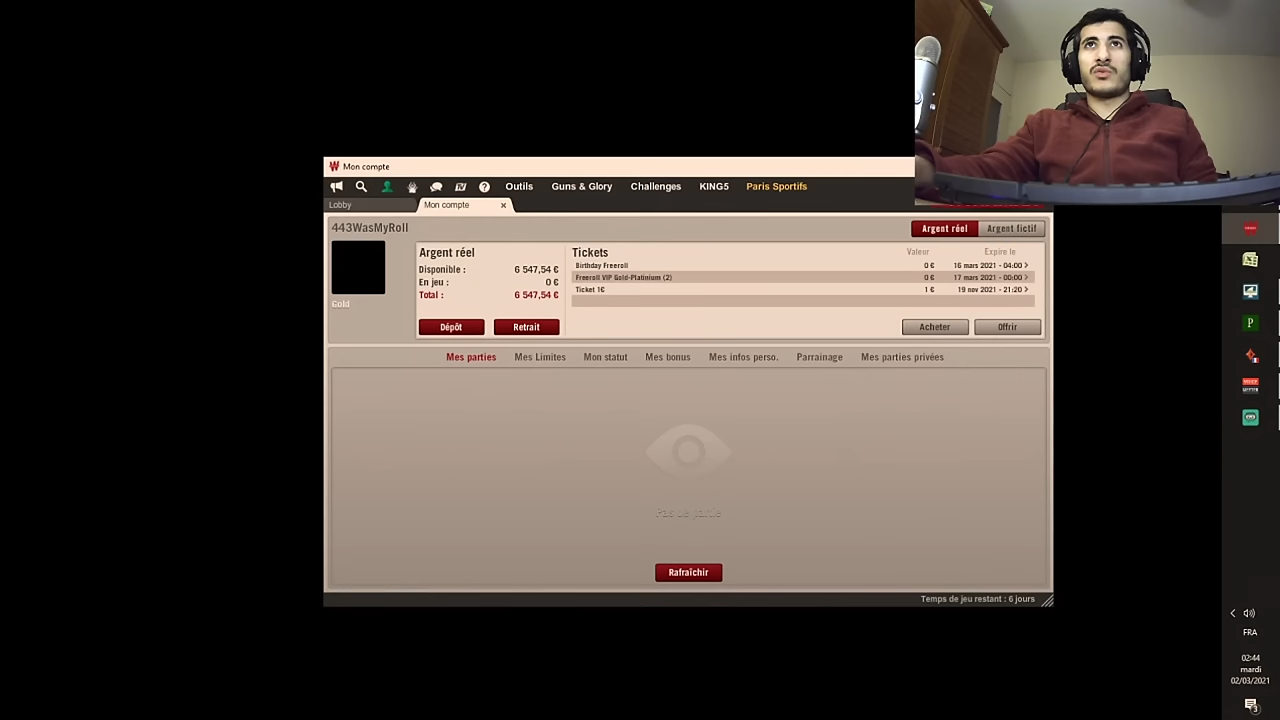 Mon compte
Outils Guns & Glory Challenges KING5 Paris Sportifs
Lobby Mon compte x
443WasMyRoll Argent réel Argent fictif
Argent réel
Disponible : 6 547,54 €
En jeu : 0 €
Total : 6 547,54 €
Gold
Dépôt Retrait
Tickets Valeur Expire le
Birthday Freeroll 0 € 16 mars 2021 - 04:00 >
Freeroll VIP Gold-Platinium (2) 0 € 17 mars 2021 - 00:00 >
Ticket 1€ 1 € 19 nov 2021 - 21:20 >
Acheter Offrir
Mes parties Mes Limites Mon statut Mes bonus Mes infos perso. Parrainage Mes parties privées
Pas de partie
Rafraîchir
Temps de jeu restant : 6 jours
FRA
02:44
mardi
02/03/2021